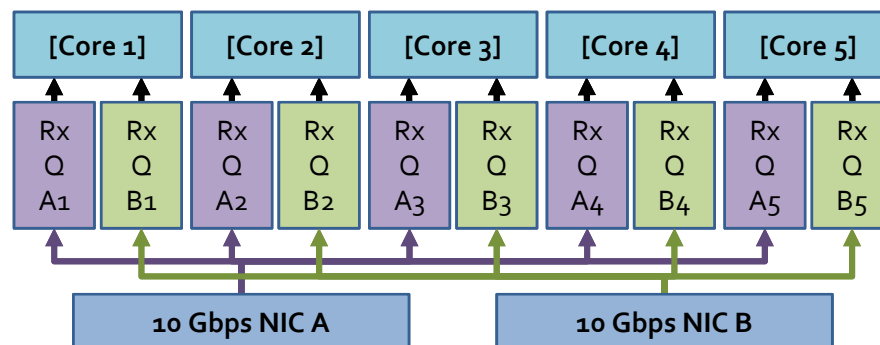 [Core 1] [Core 2] [Core 3] [Core 4] [Core 5]
Rx Rx Rx Rx Rx Rx Rx Rx Rx Rx
Q Q Q Q Q Q Q Q Q Q
A1 B1 A2 B2 A3 B3 A4 B4 A5 B5
10 Gbps NIC A 10 Gbps NIC B